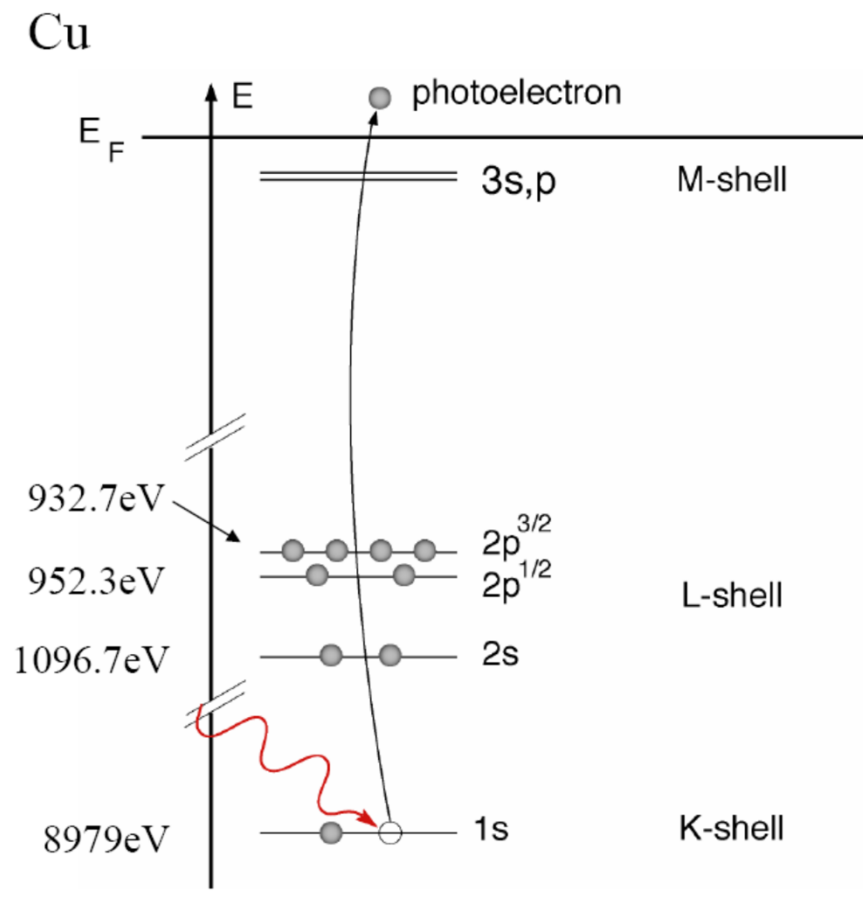 Cu
E
photoelectron
E F
3s,p M-shell
932.7eV
2p3/2
952.3eV
2p1/2
L-shell
1096.7eV
2s
8979eV
1s K-shell